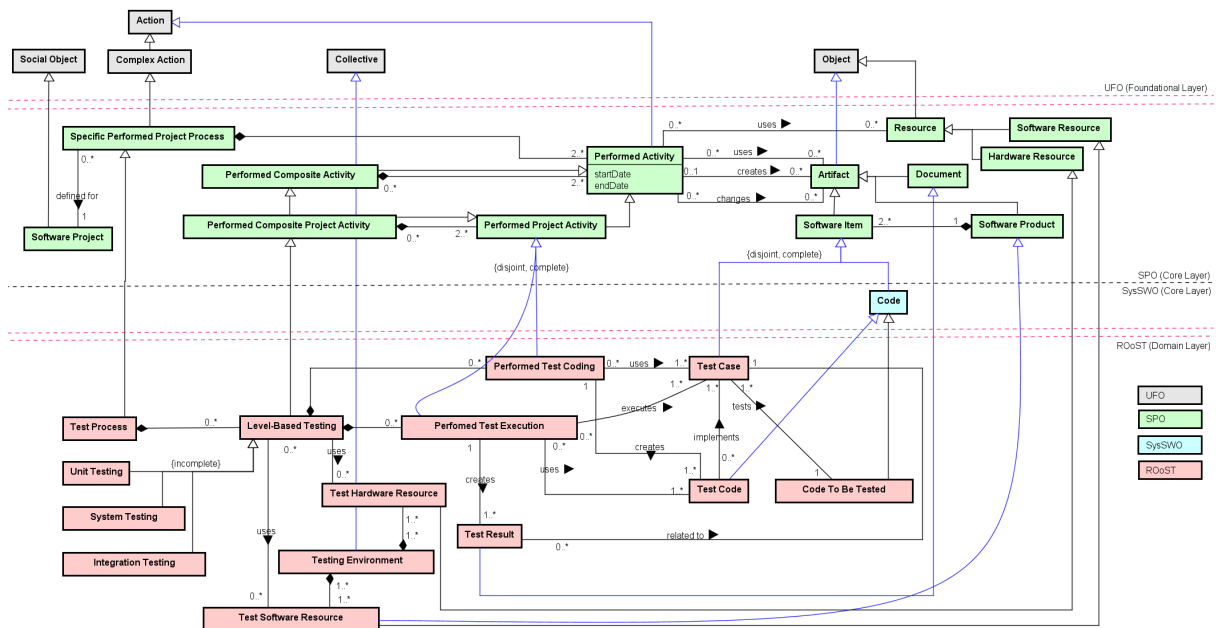 Action
Social Object
Complex Action
Collective
Object
UFO (Foundational Layer)
Specific Performed Project Process
0..*
uses
0..*
Resource
Software Resource
0..*
2..*
Performed Activity
0..*
uses
0..*
Hardware Resource
Performed Composite Activity
0..*
2..*
startDate
endDate
0..1
creates
0..*
Artifact
Document
defined for
0..*
changes
0..*
1
Performed Composite Project Activity
0..*
2..*
Performed Project Activity
Software Item
2..*
1
Software Product
Software Project
{disjoint, complete}
{disjoint, complete}
SPO (Core Layer)
SysSWO (Core Layer)
Code
ROoST (Domain Layer)
0..*
Performed Test Coding
0..*
uses
1..*
Test Case
1
1
1..*
1..*
1..*
UFO
executes
tests
Test Process
0..*
Level-Based Testing
0..*
Perfomed Test Execution
0..*
SPO
0..*
uses
1
0..*
implements
SysSWO
{incomplete}
creates
Unit Testing
0..*
creates
uses
0..*
1..*
1
ROoST
Test Hardware Resource
1..*
Test Code
Code To Be Tested
System Testing
1..*
1..*
uses
1..*
Test Result
related to
0..*
Integration Testing
Testing Environment
1..*
0..*
1..*
Test Software Resource